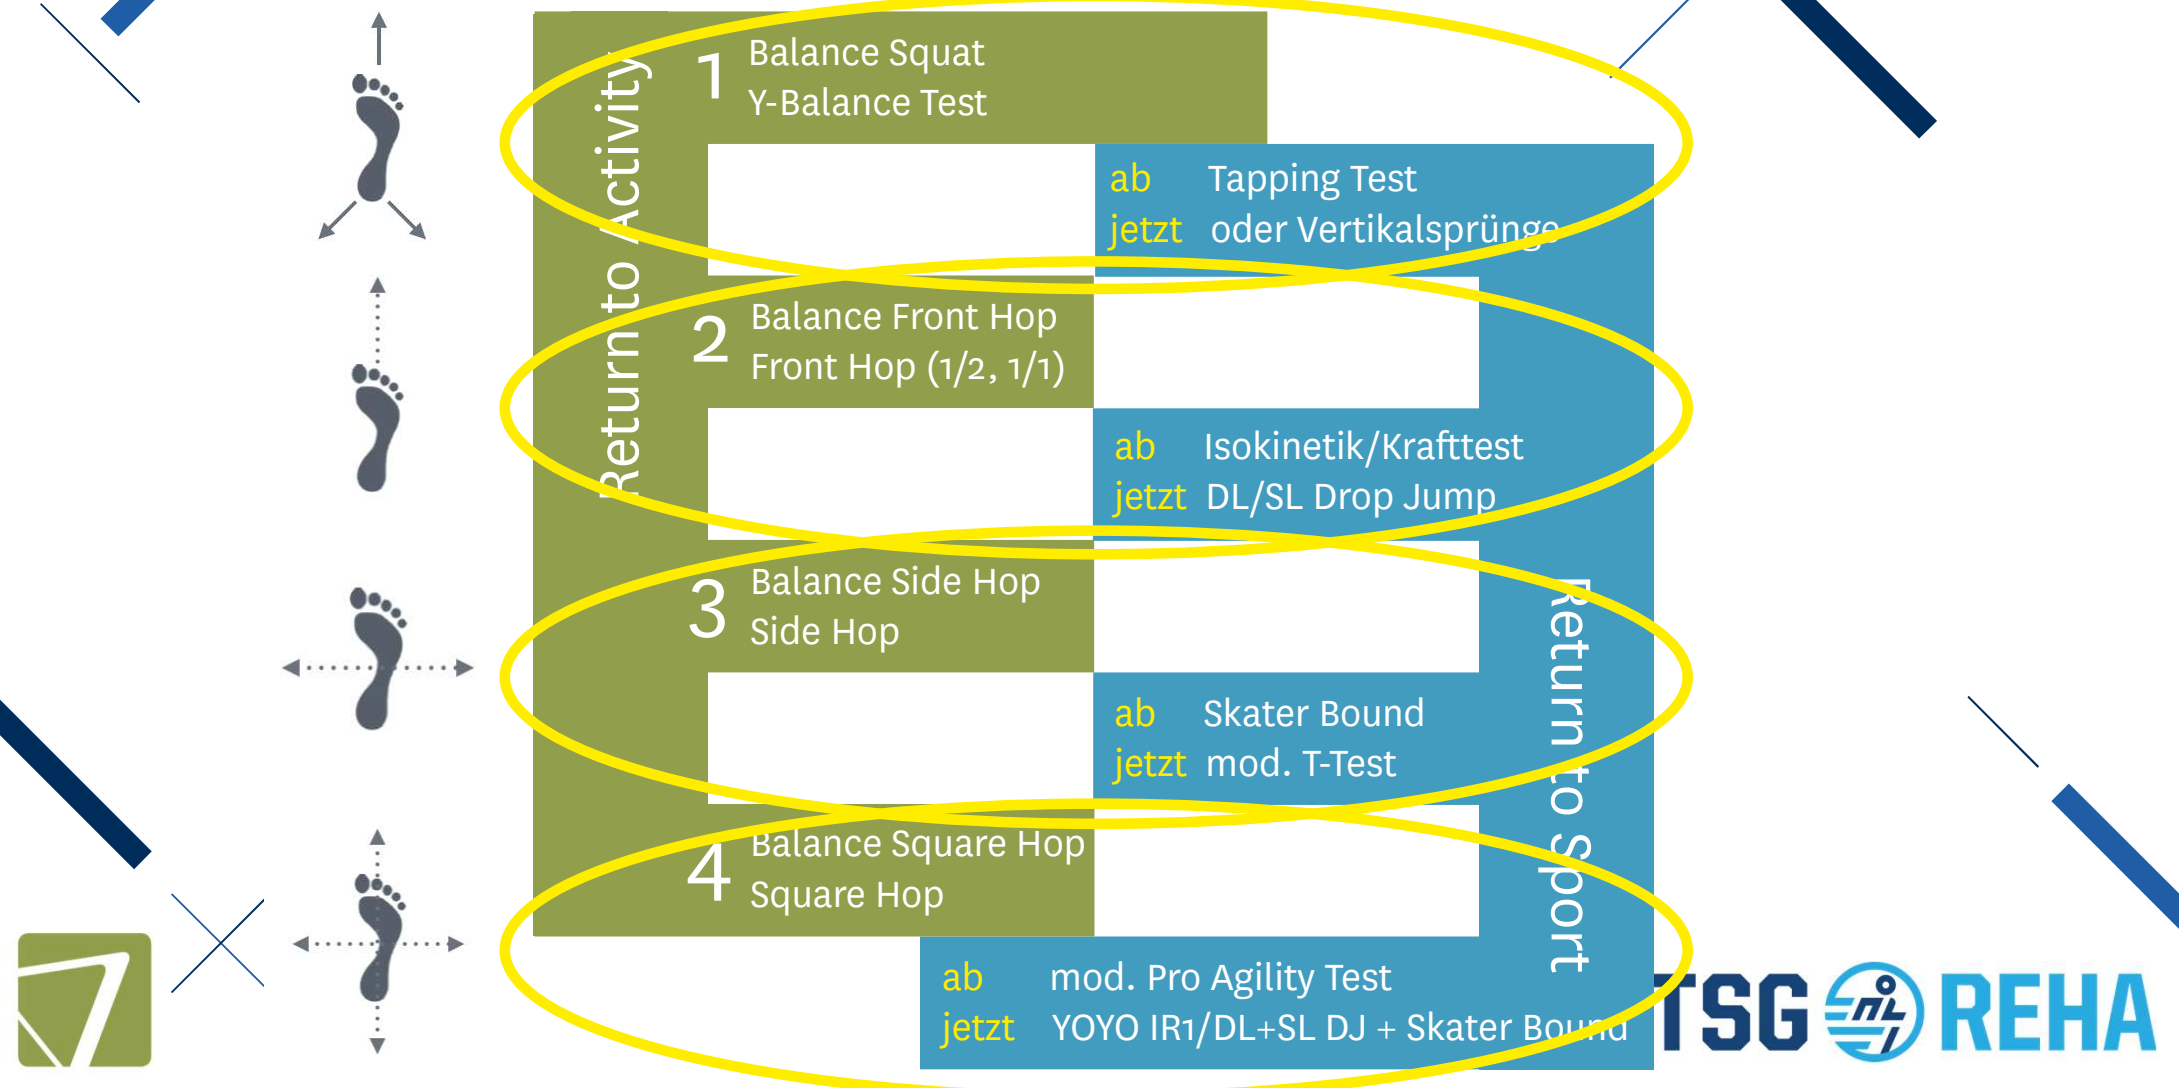 Return to Activity
1
Balance Squat
Y-Balance Test
ab Tapping Test
jetzt oder Vertikalsprünge
2
Balance Front Hop
Front Hop (1/2, 1/1)
ab Isokinetik/Krafttest
jetzt DL/SL Drop Jump
3
Balance Side Hop
Side Hop
ab Skater Bound
jetzt mod. T-Test
Return to Sport
4
Balance Square Hop
Square Hop
ab mod. Pro Agility Test
jetzt YOYO IR1/DL+SL DJ + Skater Bound
TSG REHA